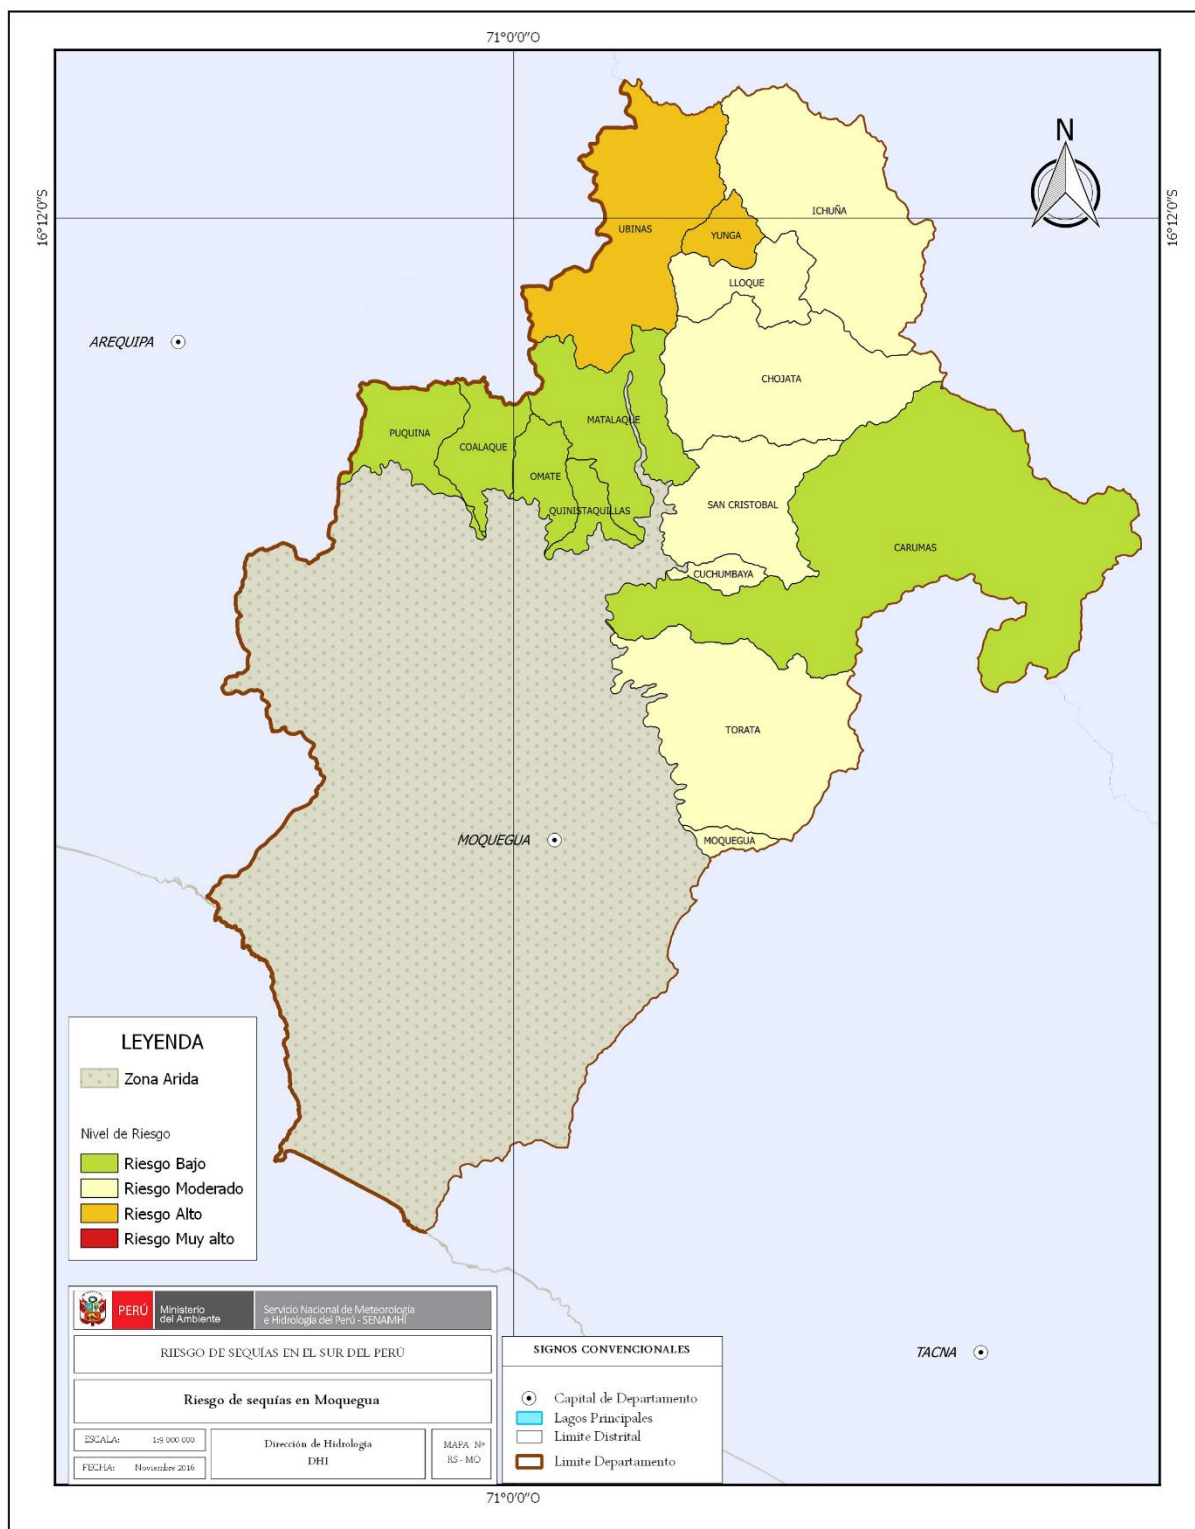 71°0'0"O
N
16°12'0"S
16°12'0"S
ICHUÑA
UBINAS
YUNGA
LLOQUE
AREQUIPA
CHOJATA
MATALAQUE
PUQUINA
COALAQUE
OMATE
SAN CRISTOBAL
QUINISTAQUILLAS
CARUMAS
CUCHUMBAYA
TORATA
MOQUEGUA
MOQUEGUA
LEYENDA
Zona Arida
Nivel de Riesgo
Riesgo Bajo
Riesgo Moderado
Riesgo Alto
Riesgo Muy alto
PERÚ
Ministerio
del Ambiente
Servicio Nacional de Meteorología
e Hidrología del Perú - SENAMHI
RIESGO DE SEQUÍAS EN EL SUR DEL PERÚ
Riesgo de sequías en Moquegua
ESCALA: 1:9 000 000
FECHA: Noviembre 2016
Dirección de Hidrología
DHI
MAPA Nº
RS - MO
SIGNOS CONVENCIONALES
Capital de Departamento
Lagos Principales
Limite Distrital
Limite Departamento
TACNA
71°0'0"O